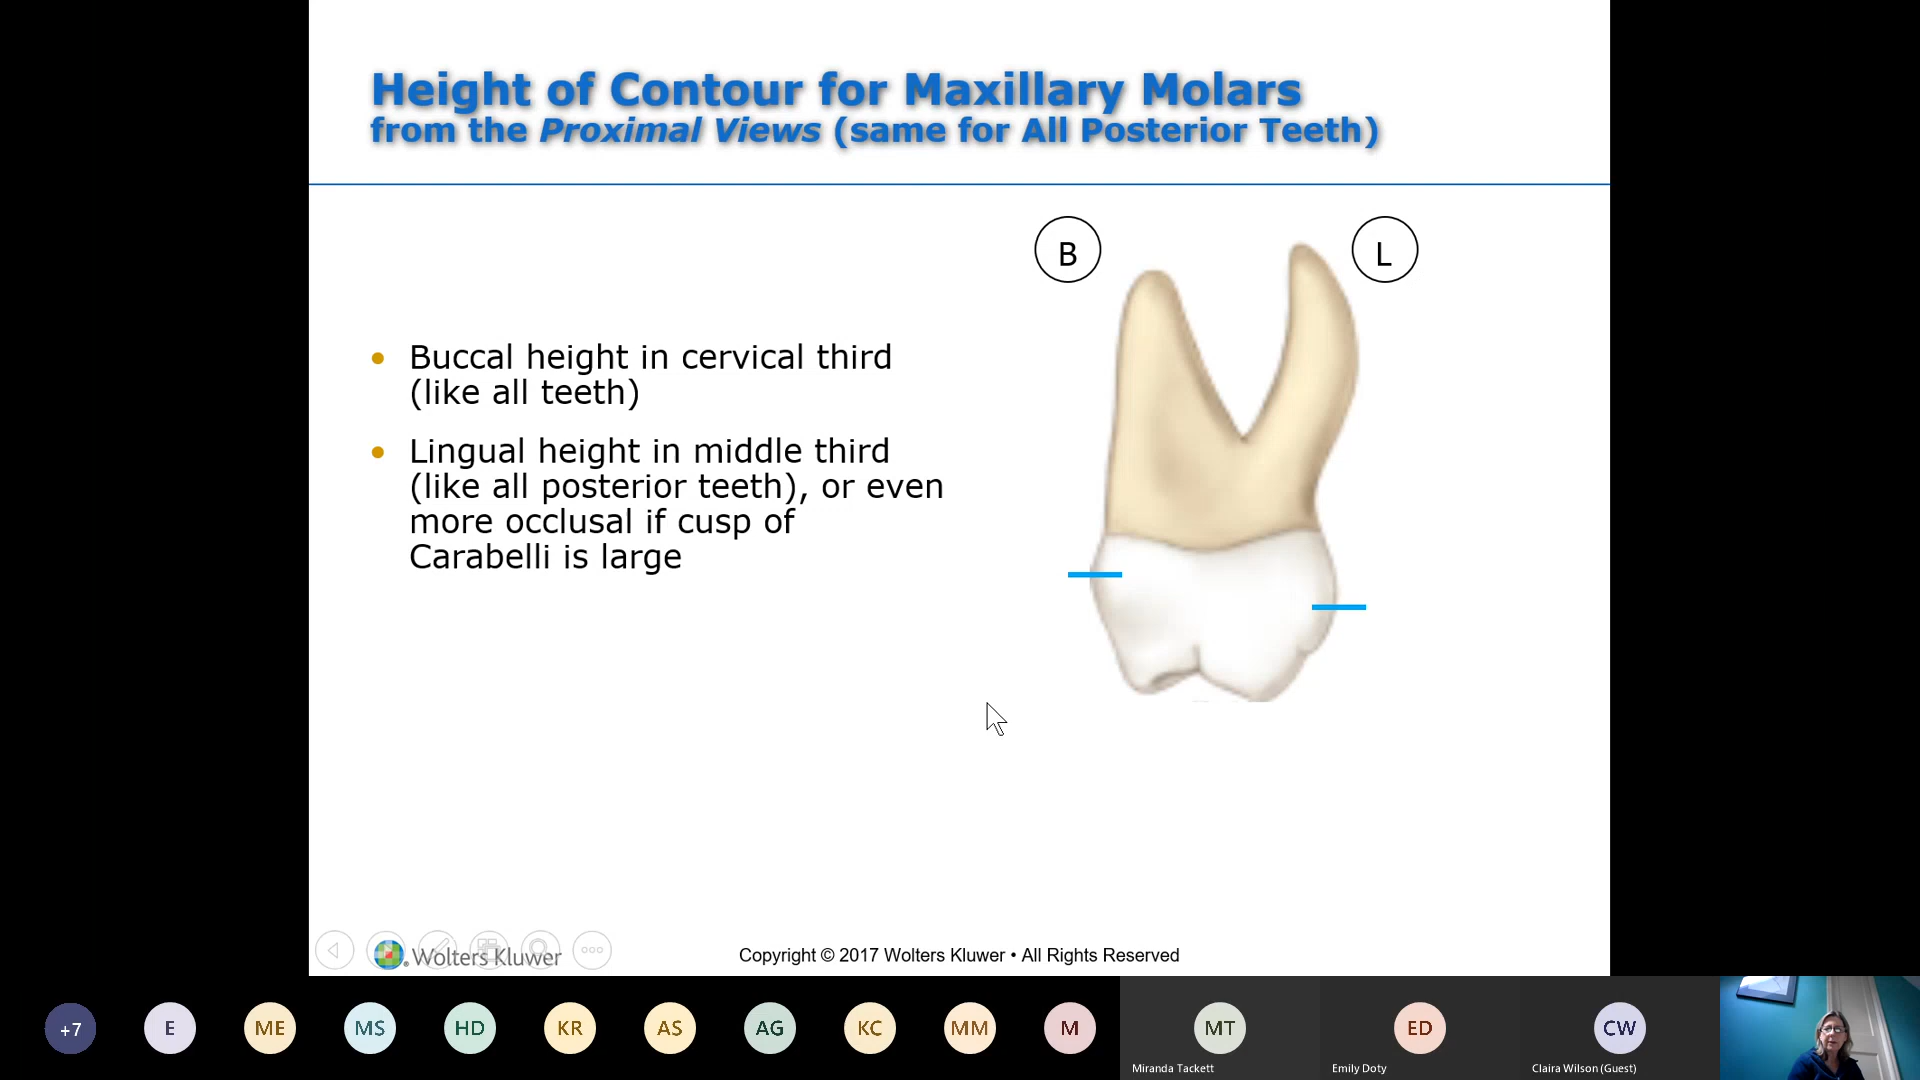 Height of Contour for Maxillary Molars
from the Proximal Views (same for All Posterior Teeth)
B
L
Buccal height in cervical third
(like all teeth)
Lingual height in middle third
(like all posterior teeth), or even
more occlusal if cusp of
Carabelli is large
Wolters Kluwer
Copyright © 2017 Wolters Kluwer • All Rights Reserved
+7
E
ME
MS
HD
KR
AS
AG
KC
MM
M
MT
ED
CW
Miranda Tackett
Emily Doty
Claira Wilson (Guest)